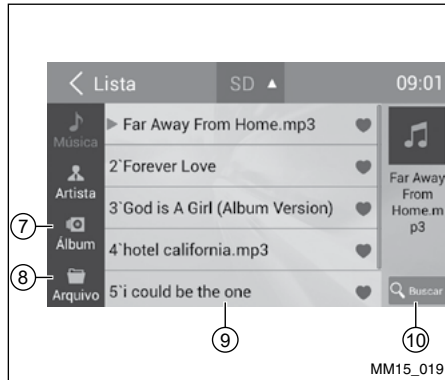 Lista
SD
09:01
Música
Artista
Álbum
Arquivo
Far Away From Home.mp3
2`Forever Love
3`God is A Girl (Album Version)
4`hotel california.mp3
5`i could be the one
Far Away
From
Home.m
p3
Buscar
7
8
9
10
MM15_019